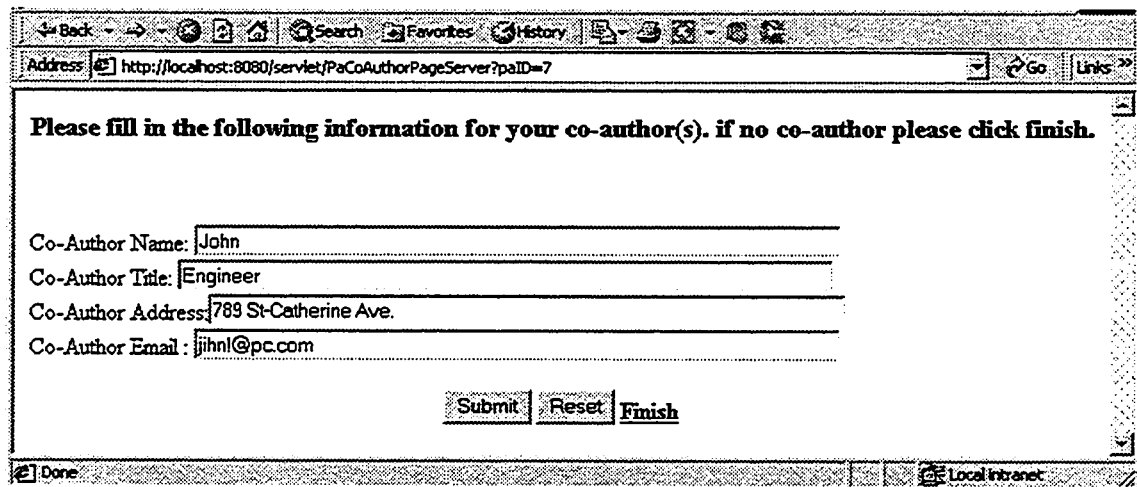 Back Search Favorites History
Address http://localhost:8080/servlet/PaCoAuthorPageServer?paID=7 Go Links »
Please fill in the following information for your co-author(s). if no co-author please click finish.
Co-Author Name: John
Co-Author Title: Engineer
Co-Author Address: 789 St-Catherine Ave.
Co-Author Email : jihnl@pc.com
Submit Reset Finish
Done Local intranet